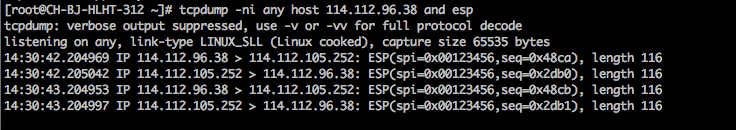 [root@CH-BJ-HLHT-312 ~]# tcpdump -ni any host 114.112.96.38 and esp
tcpdump: verbose output suppressed, use -v or -vv for full protocol decode
listening on any, link-type LINUX_SLL (Linux cooked), capture size 65535 bytes
14:30:42.204969 IP 114.112.96.38 > 114.112.105.252: ESP(spi=0x00123456,seq=0x48ca), length 116
14:30:42.205042 IP 114.112.105.252 > 114.112.96.38: ESP(spi=0x00123456,seq=0x2db0), length 116
14:30:43.204953 IP 114.112.96.38 > 114.112.105.252: ESP(spi=0x00123456,seq=0x48cb), length 116
14:30:43.204997 IP 114.112.105.252 > 114.112.96.38: ESP(spi=0x00123456,seq=0x2db1), length 116